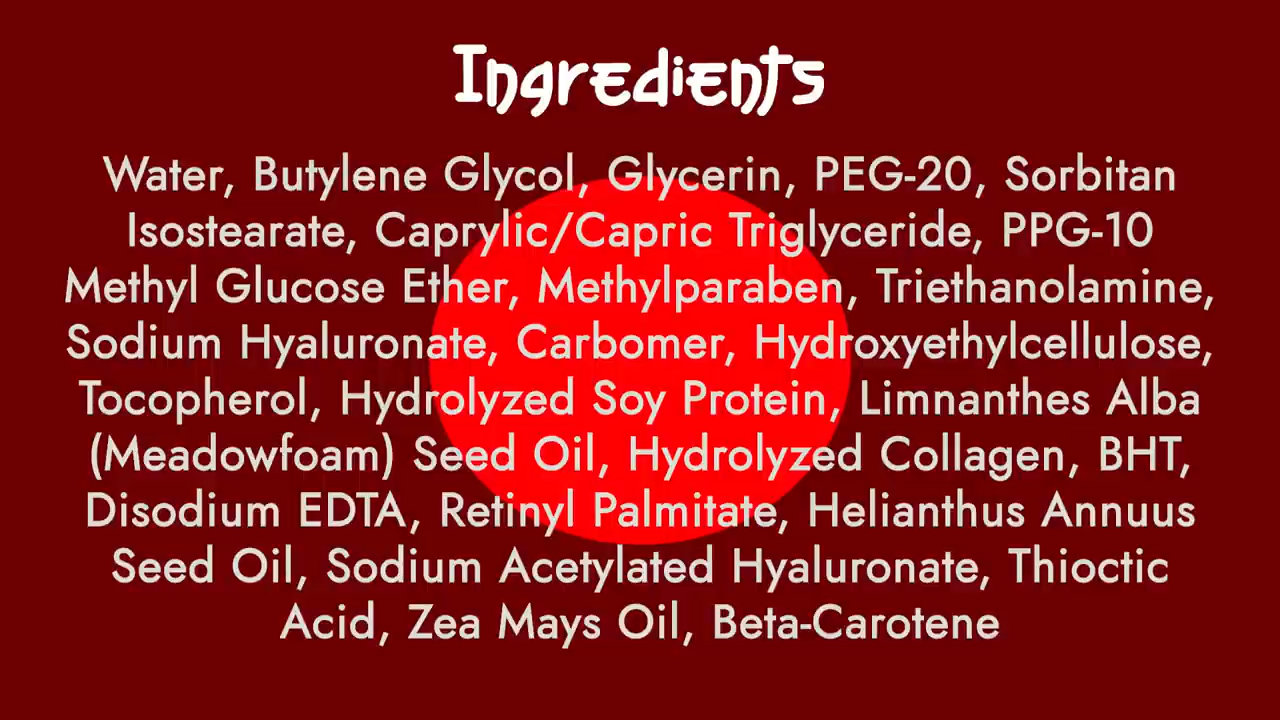 Ingredients
Water, Butylene Glycol, Glycerin, PEG-20, Sorbitan
Isostearate, Caprylic/Capric Triglyceride, PPG-10
Methyl Glucose Ether, Methylparaben, Triethanolamine,
Sodium Hyaluronate, Carbomer, Hydroxyethylcellulose,
Tocopherol, Hydrolyzed Soy Protein, Limnanthes Alba
(Meadowfoam) Seed Oil, Hydrolyzed Collagen, BHT,
Disodium EDTA, Retinyl Palmitate, Helianthus Annuus
Seed Oil, Sodium Acetylated Hyaluronate, Thioctic
Acid, Zea Mays Oil, Beta-Carotene